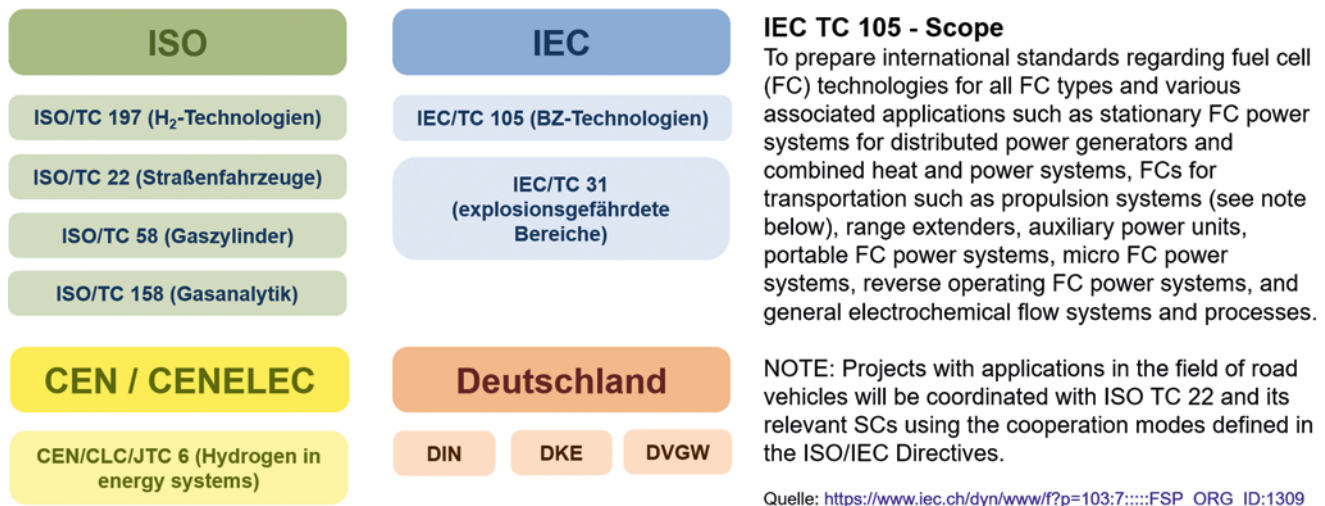 ISO
ISO/TC 197 (H₂-Technologien)
ISO/TC 22 (Straßenfahrzeuge)
ISO/TC 58 (Gaszylinder)
ISO/TC 158 (Gasanalytik)
IEC
IEC/TC 105 (BZ-Technologien)
IEC/TC 31
(explosionsgefährdete
Bereiche)
CEN / CENELEC
CEN/CLC/JTC 6 (Hydrogen in
energy systems)
Deutschland
DIN
DKE
DVGW
IEC TC 105 - Scope
To prepare international standards regarding fuel cell
(FC) technologies for all FC types and various
associated applications such as stationary FC power
systems for distributed power generators and
combined heat and power systems, FCs for
transportation such as propulsion systems (see note
below), range extenders, auxiliary power units,
portable FC power systems, micro FC power
systems, reverse operating FC power systems, and
general electrochemical flow systems and processes.
NOTE: Projects with applications in the field of road
vehicles will be coordinated with ISO TC 22 and its
relevant SCs using the cooperation modes defined in
the ISO/IEC Directives.
Quelle: https://www.iec.ch/dyn/www/f?p=103:7:::::FSP_ORG_ID:1309